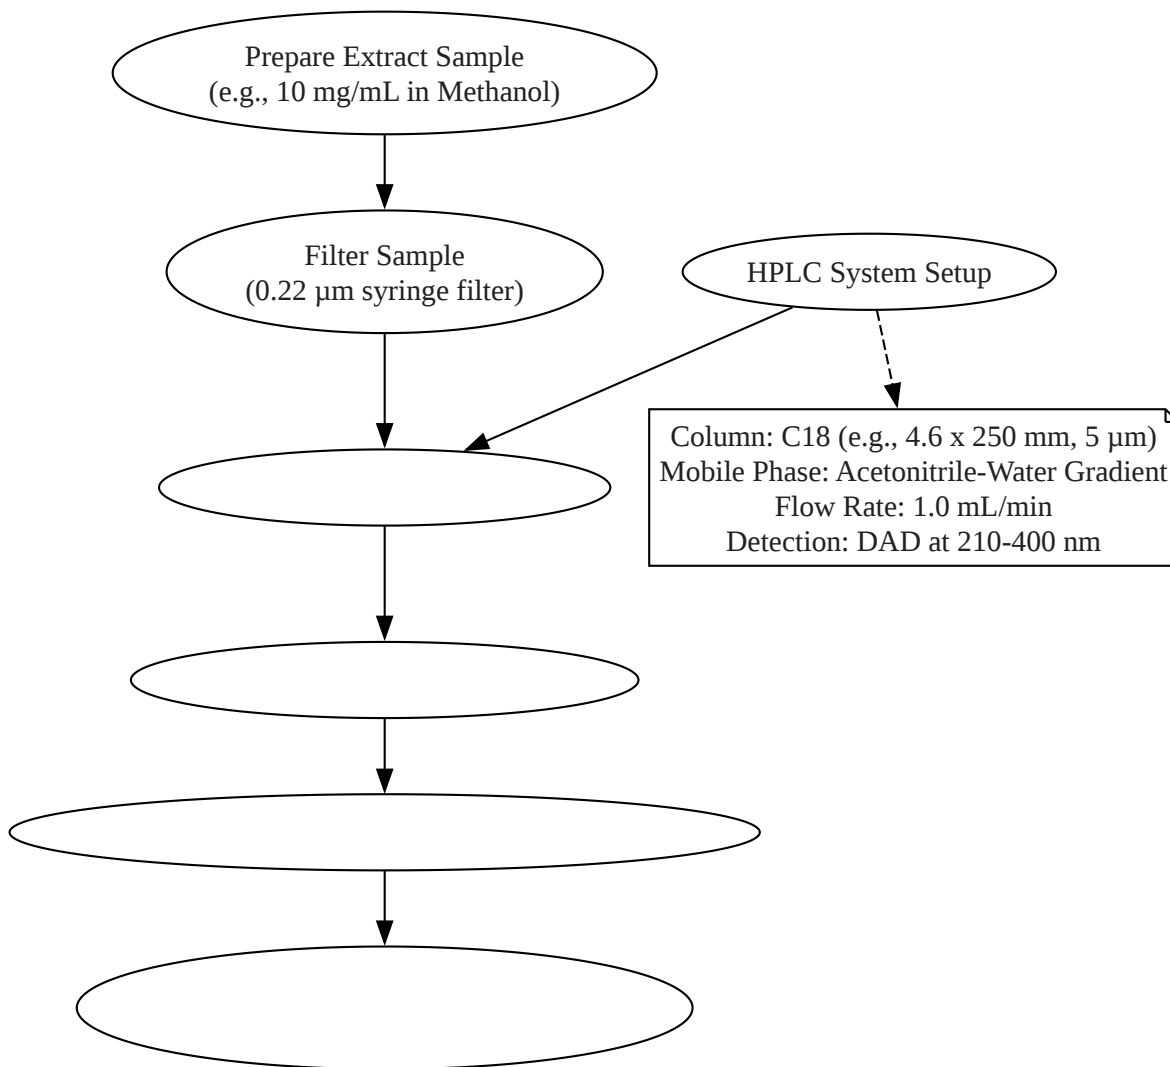 Prepare Extract Sample
(e.g., 10 mg/mL in Methanol)
Filter Sample
(0.22 µm syringe filter)
HPLC System Setup
Column: C18 (e.g., 4.6 x 250 mm, 5 µm)
Mobile Phase: Acetonitrile-Water Gradient
Flow Rate: 1.0 mL/min
Detection: DAD at 210-400 nm